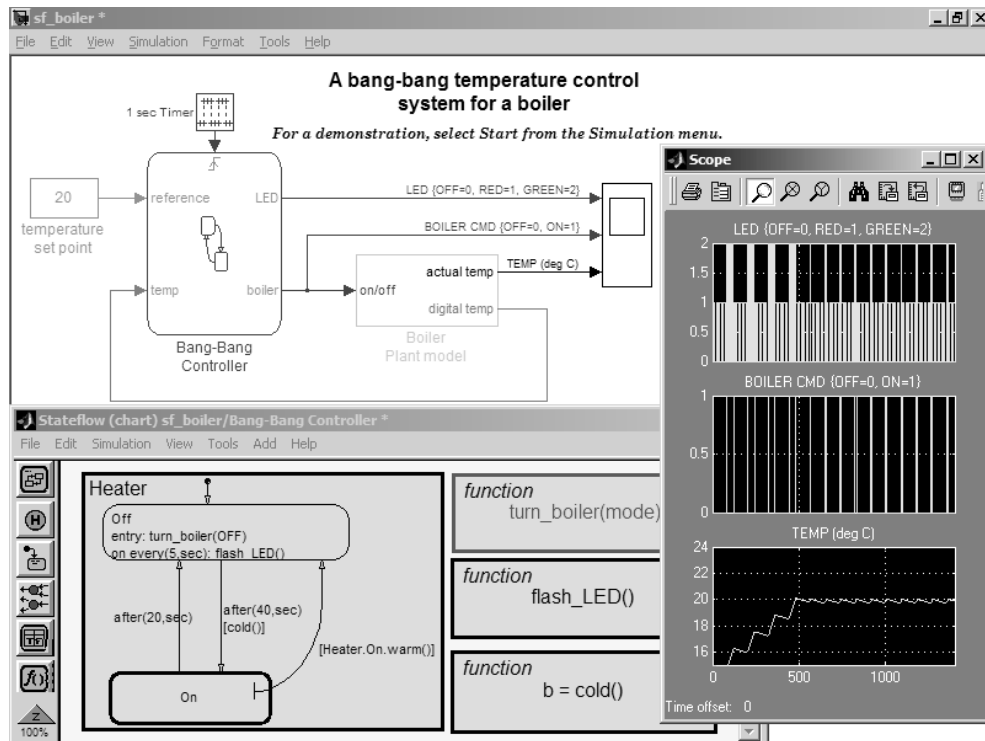 sf_boiler *
File Edit View Simulation Format Tools Help
A bang-bang temperature control
system for a boiler
For a demonstration, select Start from the Simulation menu.
1 sec Timer
20
temperature
set point
reference
LED
temp
boiler
Bang-Bang
Controller
LED {OFF=0, RED=1, GREEN=2}
BOILER CMD {OFF=0, ON=1}
TEMP (deg C)
on/off
actual temp
digital temp
Boiler
Plant model
Scope
LED {OFF=0, RED=1, GREEN=2}
2
1.5
1
0.5
0
BOILER CMD {OFF=0, ON=1}
1
0.5
0
TEMP (deg C)
24
22
20
18
16
0 500 1000
Time offset: 0
Stateflow (chart) sf_boiler/Bang-Bang Controller *
File Edit Simulation View Tools Add Help
H
f()
Z
100%
Heater
Off
entry: turn_boiler(OFF)
on every(5,sec): flash_LED()
after(20,sec)
after(40,sec)
[cold()]
[Heater.On.warm()]
On
function
turn_boiler(mode)
function
flash_LED()
function
b = cold()